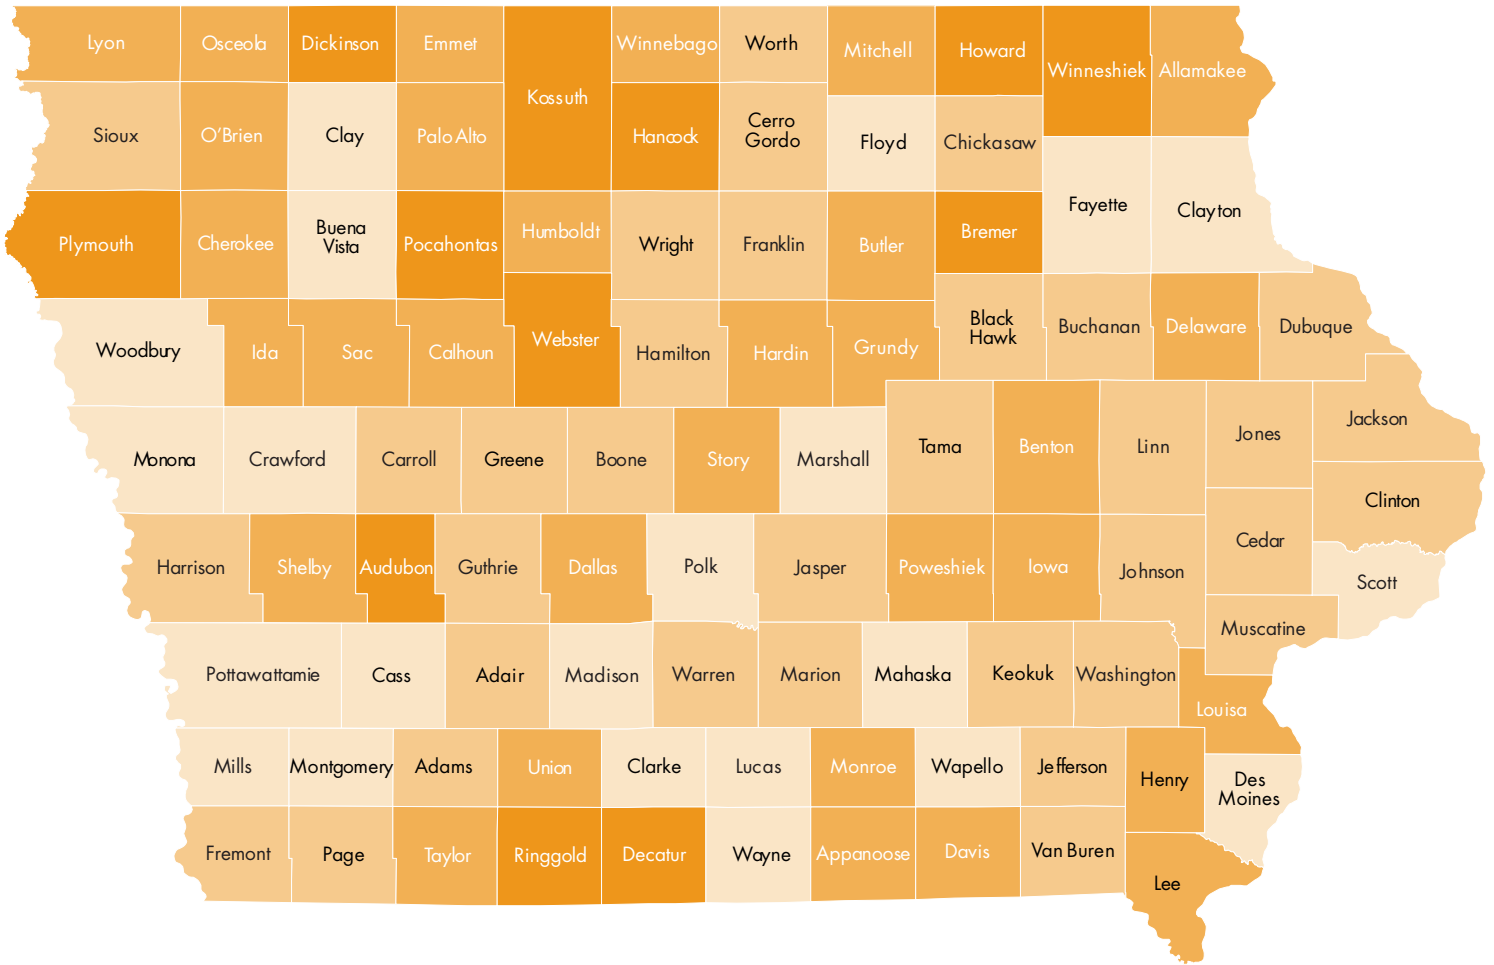 Lyon
Osceola
Dickinson
Emmet
Kossuth
Winnebago
Worth
Mitchell
Howard
Winneshiek
Allamakee
Sioux
O'Brien
Clay
Palo Alto
Hancock
Cerro
Gordo
Floyd
Chickasaw
Fayette
Clayton
Plymouth
Cherokee
Buena
Vista
Pocahontas
Humboldt
Wright
Franklin
Butler
Bremer
Woodbury
Ida
Sac
Calhoun
Webster
Hamilton
Hardin
Grundy
Black
Hawk
Buchanan
Delaware
Dubuque
Monona
Crawford
Carroll
Greene
Boone
Story
Marshall
Tama
Benton
Linn
Jones
Jackson
Clinton
Harrison
Shelby
Audubon
Guthrie
Dallas
Polk
Jasper
Poweshiek
Iowa
Johnson
Cedar
Scott
Muscatine
Pottawattamie
Cass
Adair
Madison
Warren
Marion
Mahaska
Keokuk
Washington
Louisa
Mills
Montgomery
Adams
Union
Clarke
Lucas
Monroe
Wapello
Jefferson
Henry
Des
Moines
Fremont
Page
Taylor
Ringgold
Decatur
Wayne
Appanoose
Davis
Van Buren
Lee